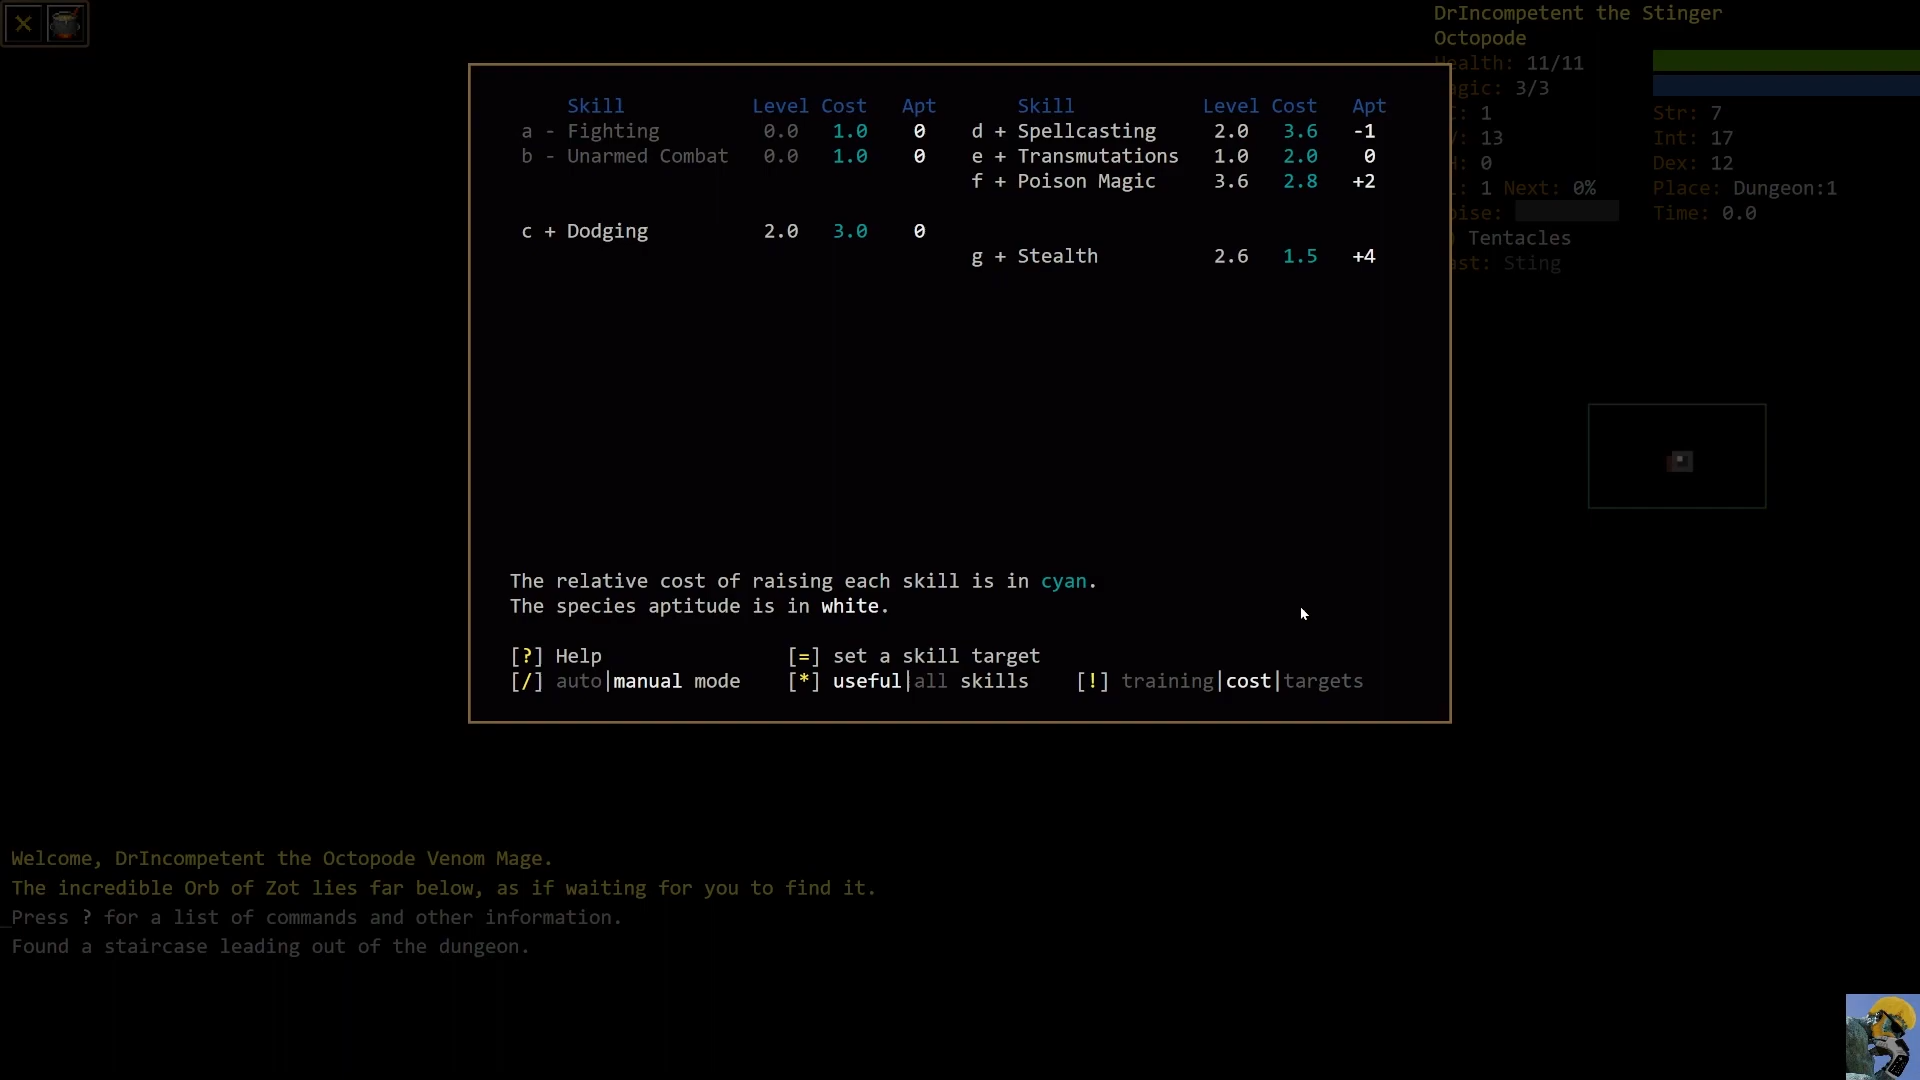 DrIncompetent the Stinger
Octopode
Health: 11/11
Magic: 3/3
1 Str: 7
13 Int: 17
0 Dex: 12
1 Next: 0% Place: Dungeon:1
Noise: Time: 0.0
Tentacles
Cast: Sting
Skill Level Cost Apt Skill Level Cost Apt
a - Fighting 0.0 1.0 0 d + Spellcasting 2.0 3.6 -1
b - Unarmed Combat 0.0 1.0 0 e + Transmutations 1.0 2.0 0
f + Poison Magic 3.6 2.8 +2
c + Dodging 2.0 3.0 0
g + Stealth 2.6 1.5 +4
The relative cost of raising each skill is in cyan.
The species aptitude is in white.
[?] Help [=] set a skill target
[/] auto|manual mode [*] useful|all skills [!] training|cost|targets
Welcome, DrIncompetent the Octopode Venom Mage.
The incredible Orb of Zot lies far below, as if waiting for you to find it.
_Press ? for a list of commands and other information.
Found a staircase leading out of the dungeon.